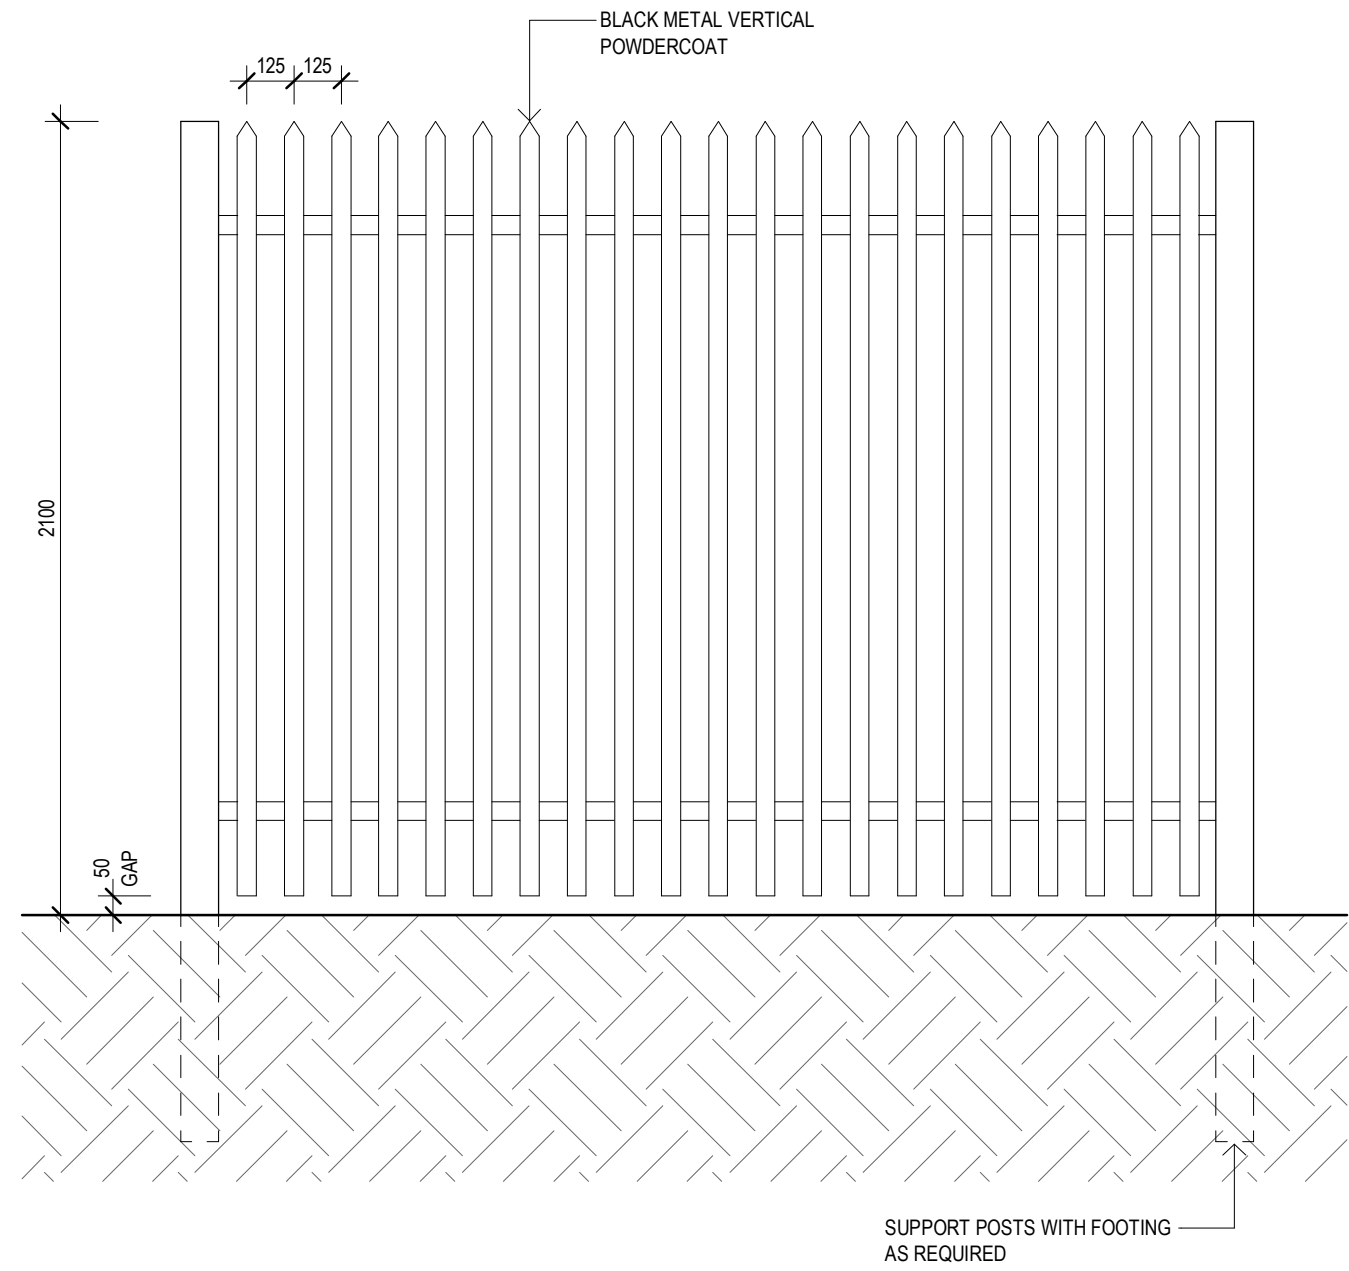 BLACK METAL VERTICAL
POWDERCOAT
125 125
2100
50
GAP
SUPPORT POSTS WITH FOOTING
AS REQUIRED